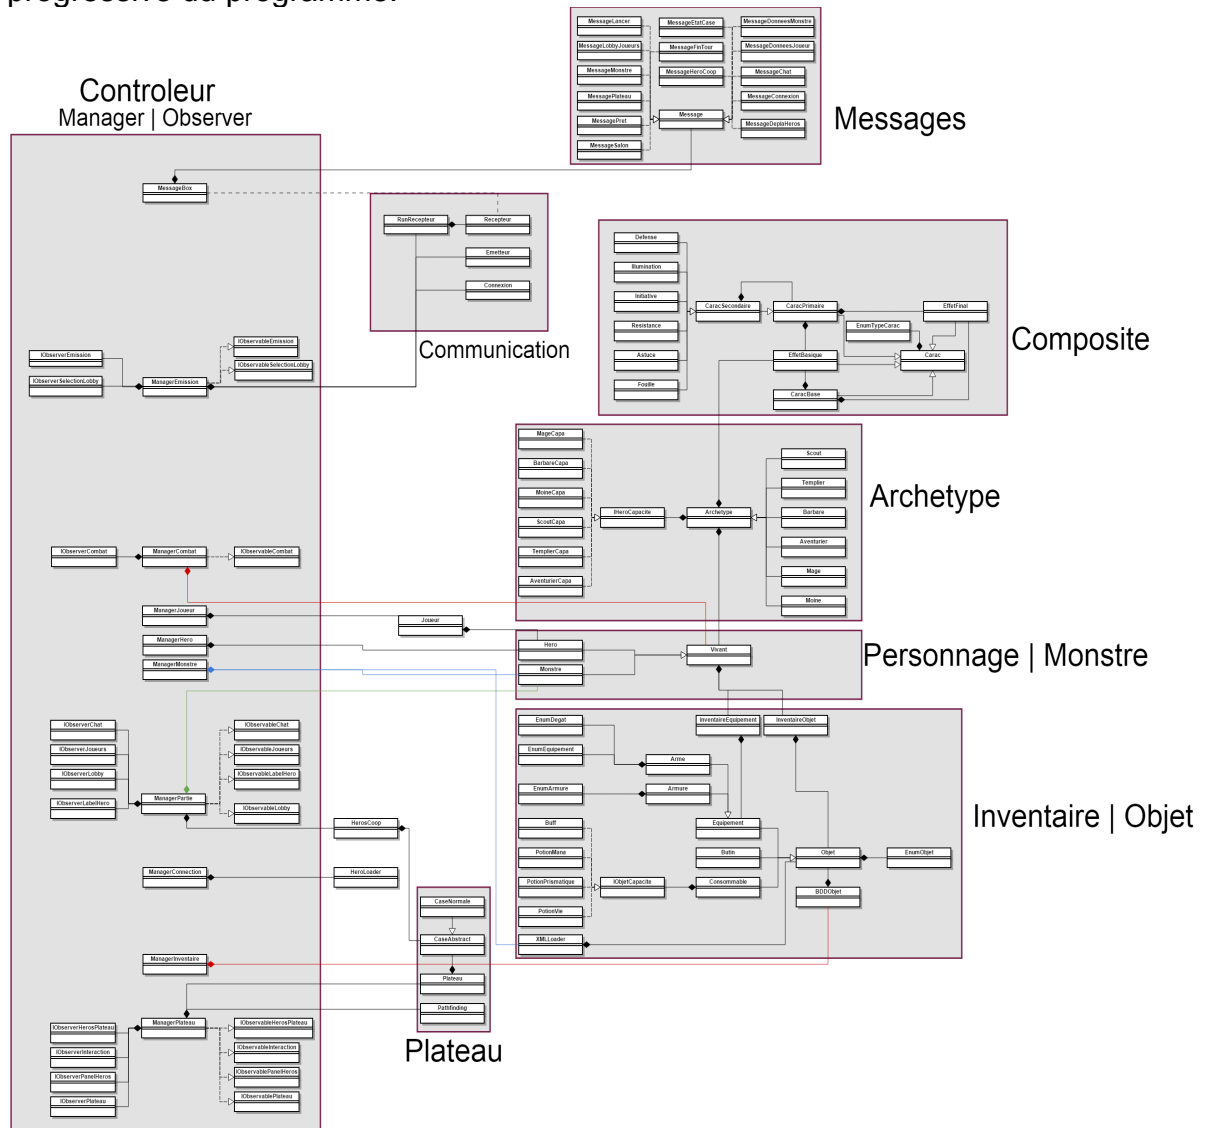 progressive du programme.
MessageLancer
MessageEtatCase
MessageDonneesMonstre
MessageLobbyJoueurs
MessageFinTour
MessageDonneesJoueur
MessageMonstre
MessageHeroCoop
MessageChat
MessagePlateau
MessageConnexion
MessagePret
Message
MessageDeplaHeros
MessageSalon
Messages
Controleur
Manager | Observer
MessageBox
RunRecepteur
Recepteur
Emetteur
Connexion
Communication
IObserverEmission
IObservableEmission
IObservableSelectionLobby
IObserverSelectionLobby
ManagerEmission
Defense
Illumination
Initiative
Resistance
Astuce
Fouille
CaracSecondaire
CaracPrimaire
EffetFinal
EnumTypeCarac
EffetBasique
Carac
CaracBase
Composite
MageCapa
BarbareCapa
MoineCapa
ScoutCapa
TemplierCapa
AventurierCapa
IHeroCapacite
Archetype
Scout
Templier
Barbare
Aventurier
Mage
Moine
Archetype
IObserverCombat
ManagerCombat
IObservableCombat
ManagerJoueur
Joueur
ManagerHero
ManagerMonstre
Hero
Monstre
Vivant
Personnage | Monstre
IObserverChat
IObserverJoueurs
IObserverLobby
IObserverLabelHero
ManagerPartie
IObservableChat
IObservableJoueurs
IObservableLabelHero
IObservableLobby
HerosCoop
ManagerConnection
HeroLoader
EnumDegat
EnumEquipement
EnumArmure
Buff
PotionMana
PotionPrismatique
PotionVie
XMLLoader
Arme
Armure
IObjetCapacite
InventaireEquipement
InventaireObjet
Equipement
Butin
Consommable
Objet
EnumObjet
BDDObjet
Inventaire | Objet
CaseNormale
CaseAbstract
Plateau
Pathfinding
Plateau
ManagerInventaire
IObserverHerosPlateau
IObserverInteraction
IObserverPanelHeros
IObserverPlateau
ManagerPlateau
IObservableHerosPlateau
IObservableInteraction
IObservablePanelHeros
IObservablePlateau